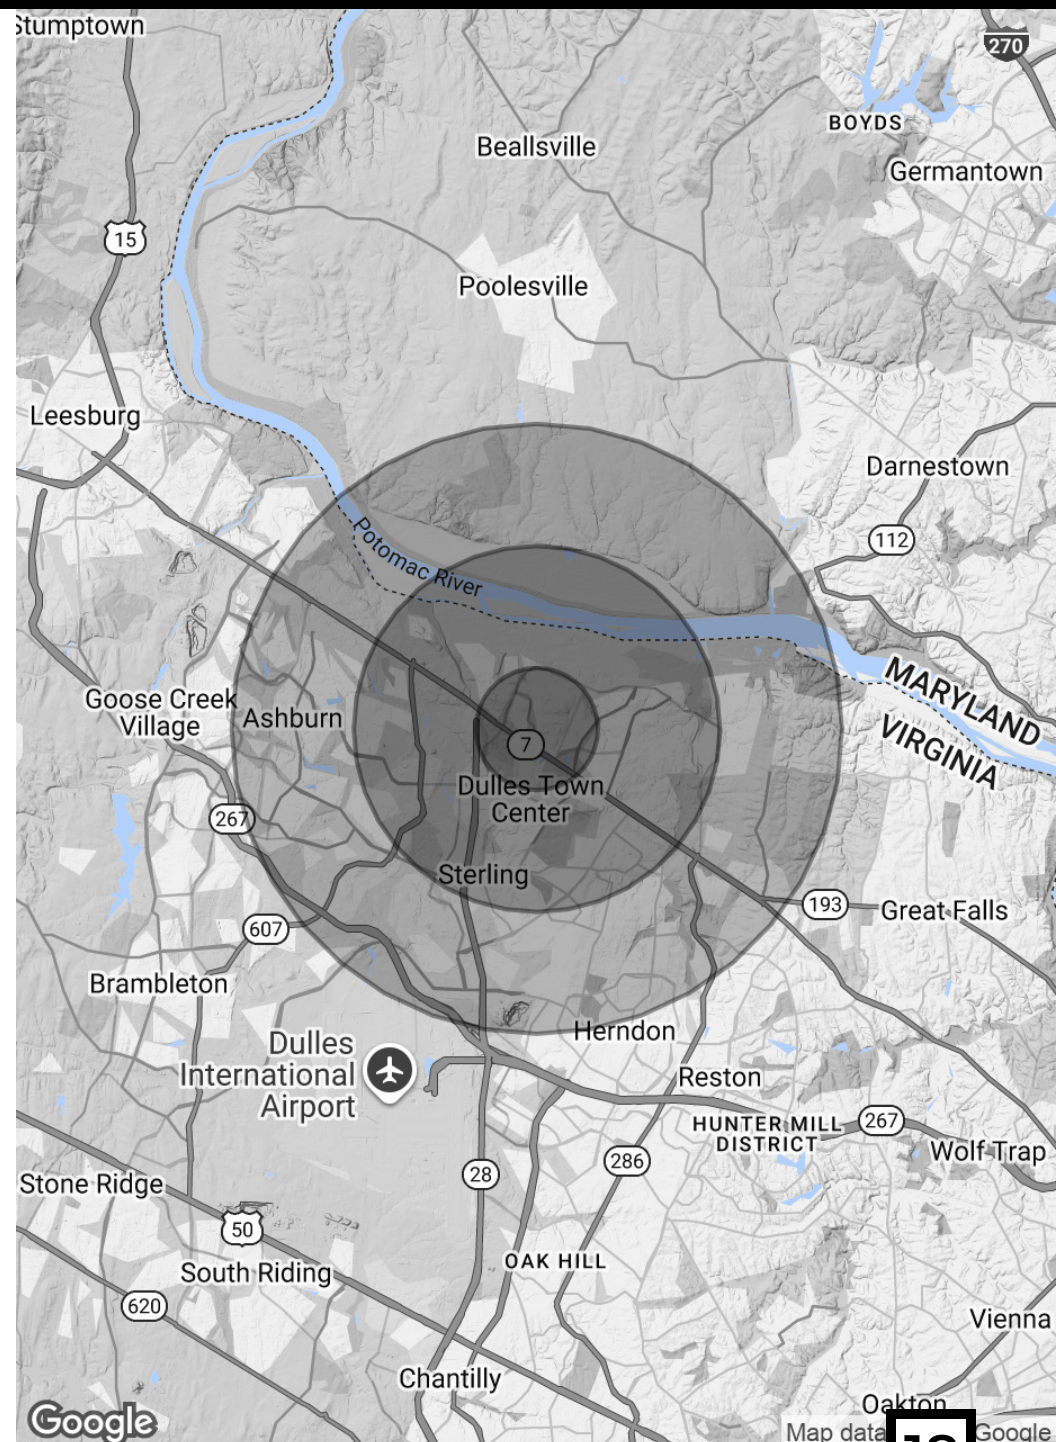 Stumptown
270
BOYDS
Beallsville
Germantown
15
Poolesville
Leesburg
Darnestown
112
Potomac River
MARYLAND
VIRGINIA
Goose Creek
Village
Ashburn
7
Dulles Town
Center
267
Sterling
193
Great Falls
607
Brambleton
Herndon
Dulles
International
Airport
Reston
HUNTER MILL
DISTRICT
267
Wolf Trap
286
28
Stone Ridge
50
OAK HILL
South Riding
620
Vienna
Chantilly
Oakton
Google
Map data
Google